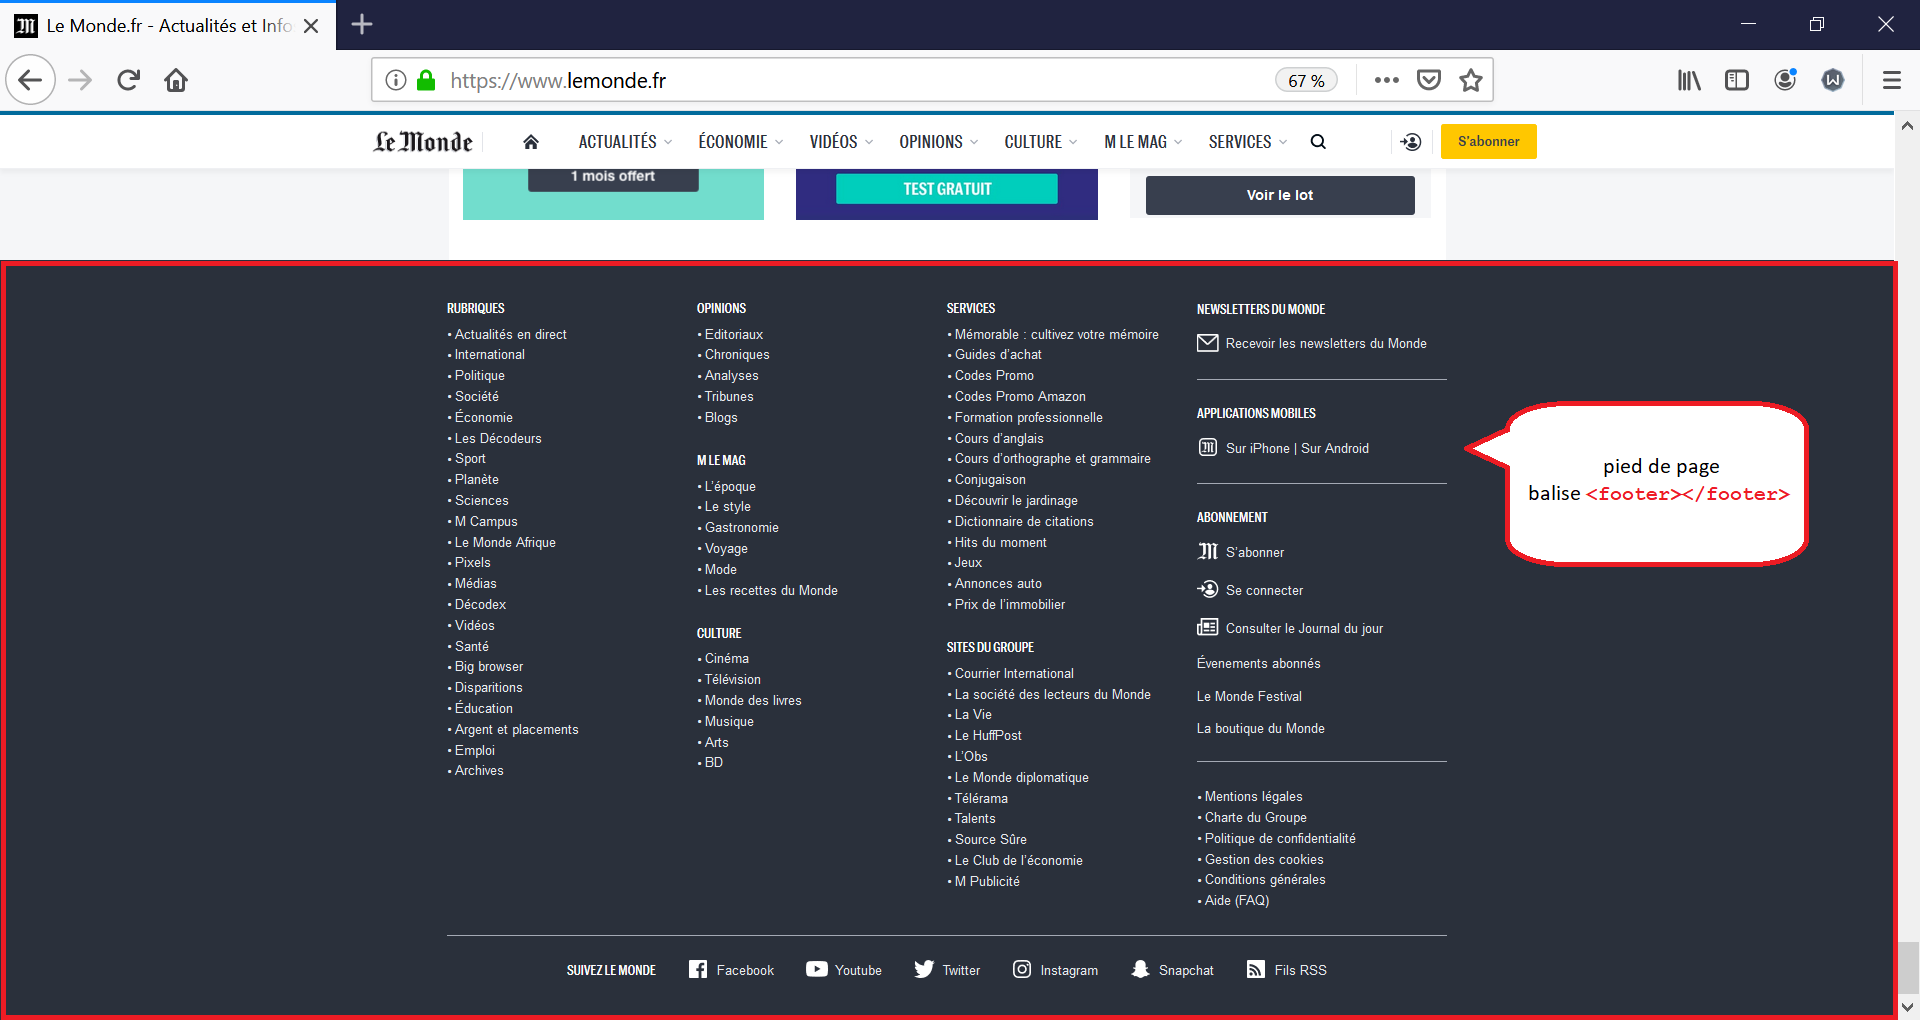 Le Monde.fr - Actualités et Info
https://www.lemonde.fr
67 %
Le Monde
ACTUALITÉS
ÉCONOMIE
VIDÉOS
OPINIONS
CULTURE
M LE MAG
SERVICES
S'abonner
1 mois offert
TEST GRATUIT
Voir le lot
RUBRIQUES
• Actualités en direct
• International
• Politique
• Société
• Économie
• Les Décodeurs
• Sport
• Planète
• Sciences
• M Campus
• Le Monde Afrique
• Pixels
• Médias
• Décodex
• Vidéos
• Santé
• Big browser
• Disparitions
• Éducation
• Argent et placements
• Emploi
• Archives
OPINIONS
• Editoriaux
• Chroniques
• Analyses
• Tribunes
• Blogs
M LE MAG
• L'époque
• Le style
• Gastronomie
• Voyage
• Mode
• Les recettes du Monde
CULTURE
• Cinéma
• Télévision
• Monde des livres
• Musique
• Arts
• BD
SERVICES
• Mémorable : cultivez votre mémoire
• Guides d'achat
• Codes Promo
• Codes Promo Amazon
• Formation professionnelle
• Cours d'anglais
• Cours d'orthographe et grammaire
• Conjugaison
• Découvrir le jardinage
• Dictionnaire de citations
• Hits du moment
• Jeux
• Annonces auto
• Prix de l'immobilier
SITES DU GROUPE
• Courrier International
• La société des lecteurs du Monde
• La Vie
• Le HuffPost
• L'Obs
• Le Monde diplomatique
• Télérama
• Talents
• Source Sûre
• Le Club de l'économie
• M Publicité
NEWSLETTERS DU MONDE
Recevoir les newsletters du Monde
APPLICATIONS MOBILES
Sur iPhone | Sur Android
ABONNEMENT
S'abonner
Se connecter
Consulter le Journal du jour
Évenements abonnés
Le Monde Festival
La boutique du Monde
• Mentions légales
• Charte du Groupe
• Politique de confidentialité
• Gestion des cookies
• Conditions générales
• Aide (FAQ)
pied de page
balise <footer></footer>
SUIVEZ LE MONDE
Facebook
Youtube
Twitter
Instagram
Snapchat
Fils RSS